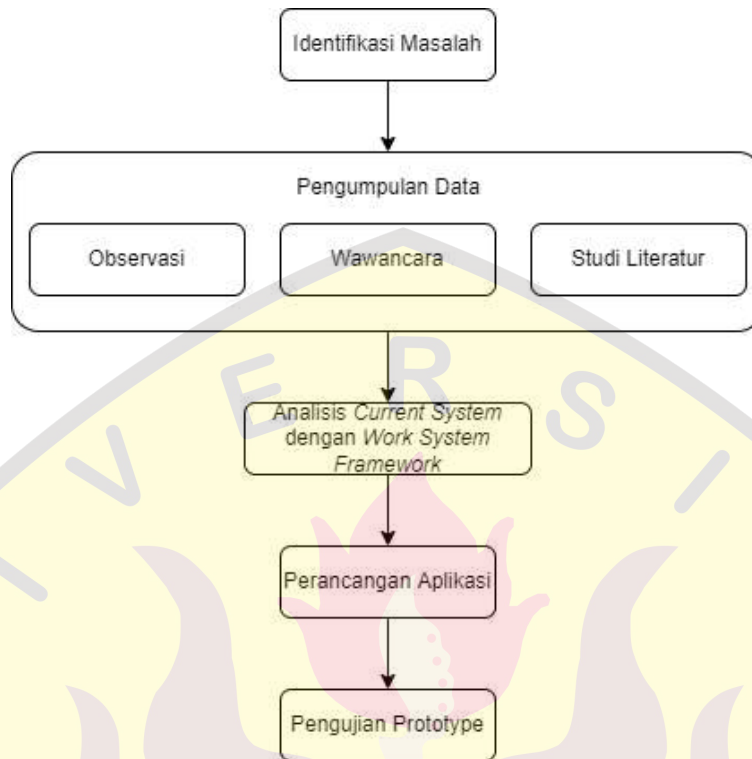 Identifikasi Masalah
Pengumpulan Data
Observasi
Wawancara
Studi Literatur
Analisis Current System
dengan Work System
Framework
Perancangan Aplikasi
Pengujian Prototype
I V E R S I